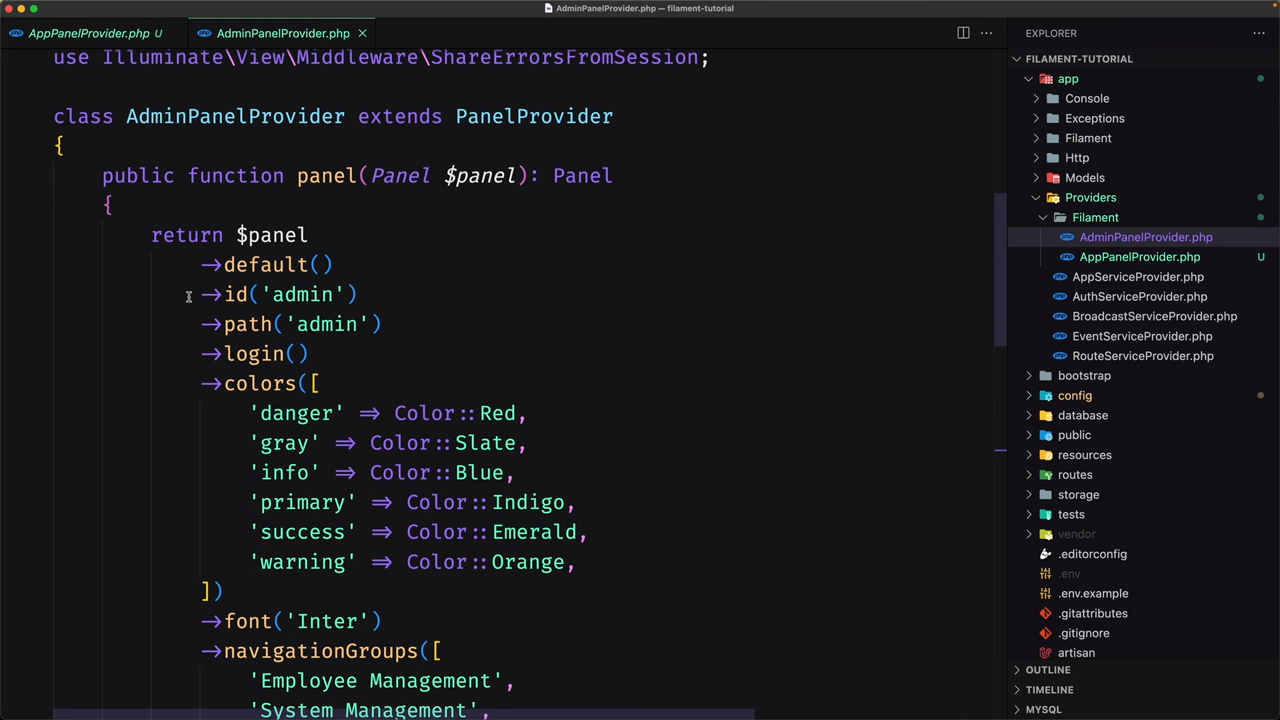 AdminPanelProvider.php — filament-tutorial
AppPanelProvider.php U
AdminPanelProvider.php
use Illuminate\View\Middleware\ShareErrorsFromSession;
class AdminPanelProvider extends PanelProvider
{
public function panel(Panel $panel): Panel
{
return $panel
->default()
->id('admin')
->path('admin')
->login()
->colors([
'danger' => Color::Red,
'gray' => Color::Slate,
'info' => Color::Blue,
'primary' => Color::Indigo,
'success' => Color::Emerald,
'warning' => Color::Orange,
])
->font('Inter')
->navigationGroups([
'Employee Management',
'System Management',
EXPLORER
FILAMENT-TUTORIAL
app
Console
Exceptions
Filament
Http
Models
Providers
Filament
AdminPanelProvider.php
AppPanelProvider.php U
AppServiceProvider.php
AuthServiceProvider.php
BroadcastServiceProvider.php
EventServiceProvider.php
RouteServiceProvider.php
bootstrap
config
database
public
resources
routes
storage
tests
vendor
.editorconfig
.env
.env.example
.gitattributes
.gitignore
artisan
OUTLINE
TIMELINE
MYSQL